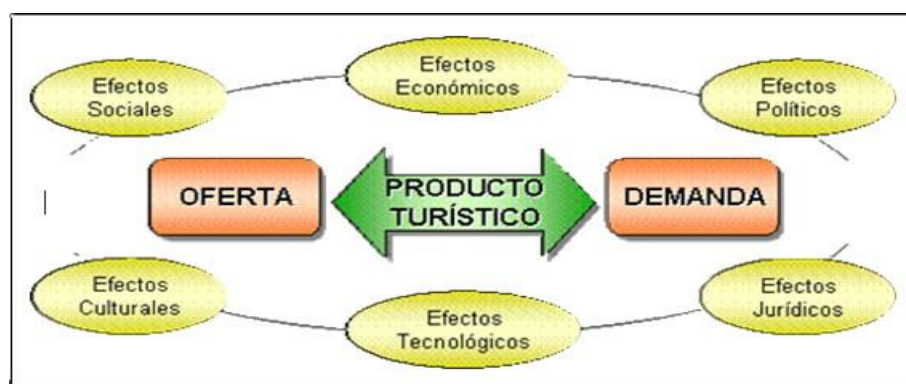 Efectos
Sociales
Efectos
Económicos
Efectos
Políticos
OFERTA
PRODUCTO
TURÍSTICO
DEMANDA
Efectos
Culturales
Efectos
Tecnológicos
Efectos
Jurídicos